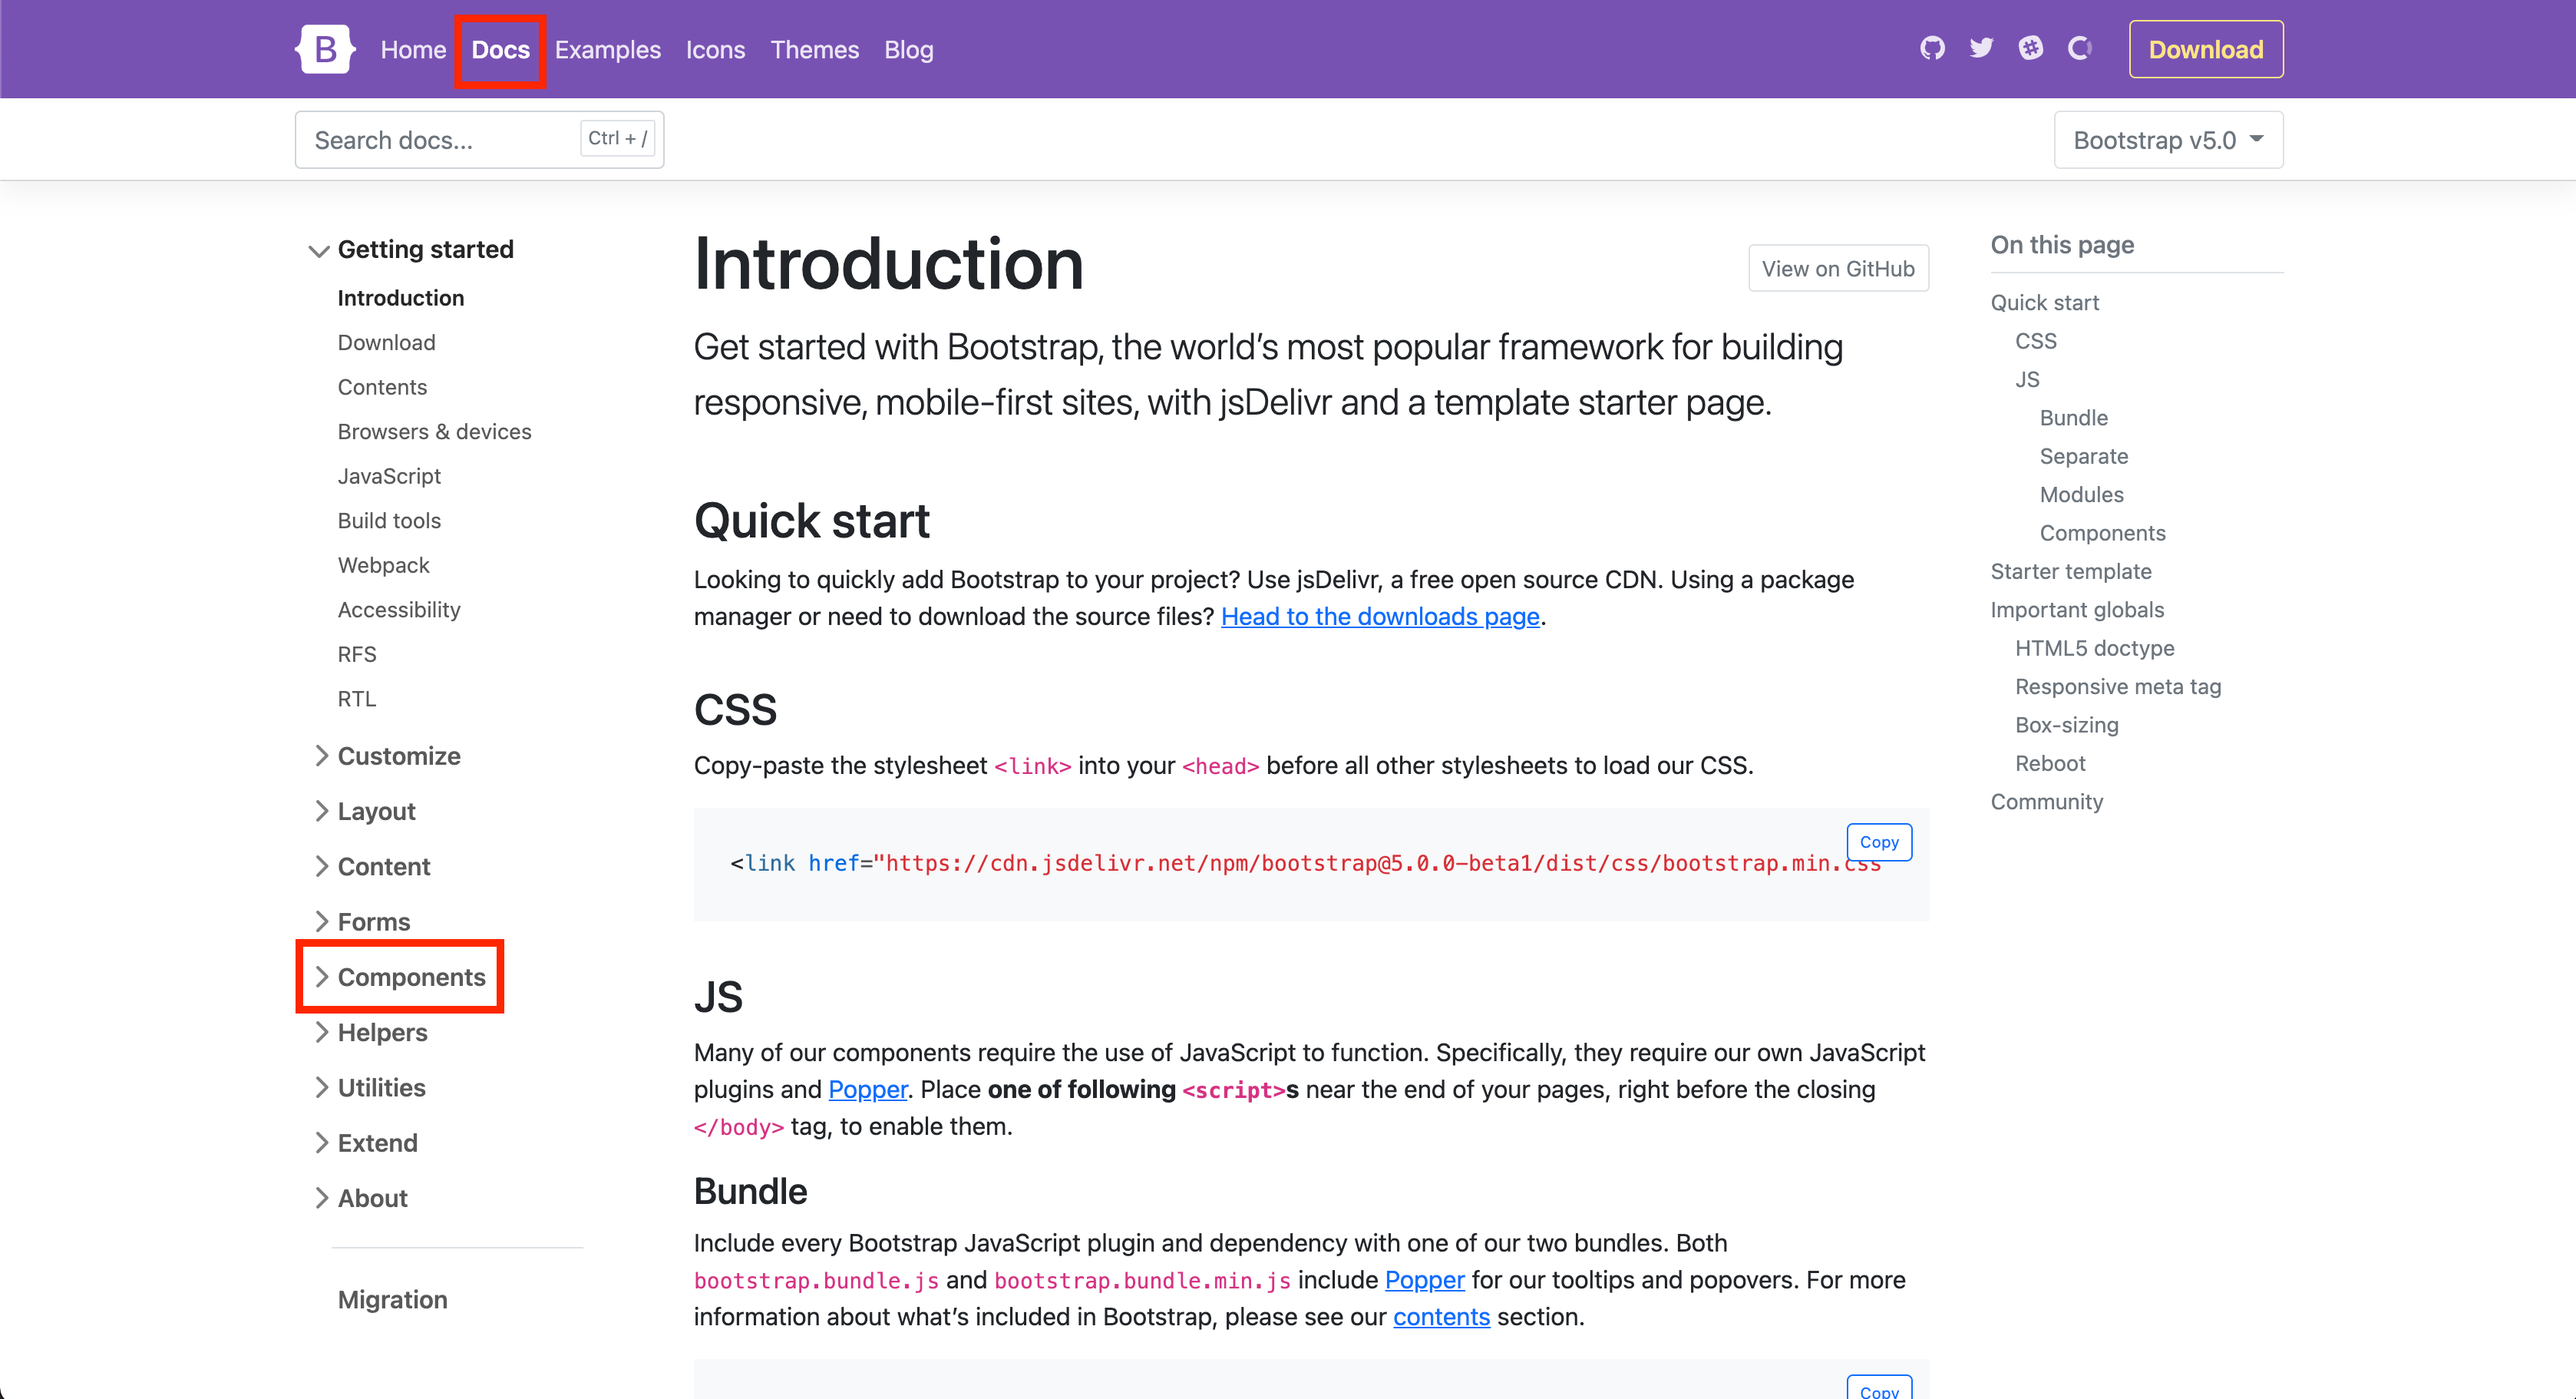 B
Home Docs Examples Icons Themes Blog
Download
Search docs... Ctrl + /
Bootstrap v5.0
Getting started
Introduction
Download
Contents
Browsers & devices
JavaScript
Build tools
Webpack
Accessibility
RFS
RTL
Customize
Layout
Content
Forms
Components
Helpers
Utilities
Extend
About
Migration
Introduction
View on GitHub
Get started with Bootstrap, the world’s most popular framework for building
responsive, mobile-first sites, with jsDelivr and a template starter page.
Quick start
Looking to quickly add Bootstrap to your project? Use jsDelivr, a free open source CDN. Using a package
manager or need to download the source files? Head to the downloads page.
CSS
Copy-paste the stylesheet <link> into your <head> before all other stylesheets to load our CSS.
Copy
<link href="https://cdn.jsdelivr.net/npm/bootstrap@5.0.0-beta1/dist/css/bootstrap.min.css
JS
Many of our components require the use of JavaScript to function. Specifically, they require our own JavaScript
plugins and Popper. Place one of following <script>s near the end of your pages, right before the closing
</body> tag, to enable them.
Bundle
Include every Bootstrap JavaScript plugin and dependency with one of our two bundles. Both
bootstrap.bundle.js and bootstrap.bundle.min.js include Popper for our tooltips and popovers. For more
information about what’s included in Bootstrap, please see our contents section.
Copy
On this page
Quick start
CSS
JS
Bundle
Separate
Modules
Components
Starter template
Important globals
HTML5 doctype
Responsive meta tag
Box-sizing
Reboot
Community